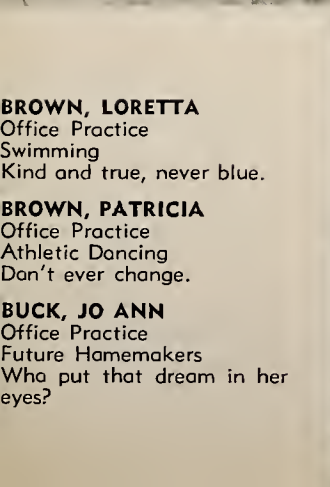 BROWN, LORETTA
Office Practice
Swimming
Kind and true, never blue.
BROWN, PATRICIA
Office Practice
Athletic Dancing
Don't ever change.
BUCK, JO ANN
Office Practice
Future Homemakers
Who put that dream in her
eyes?